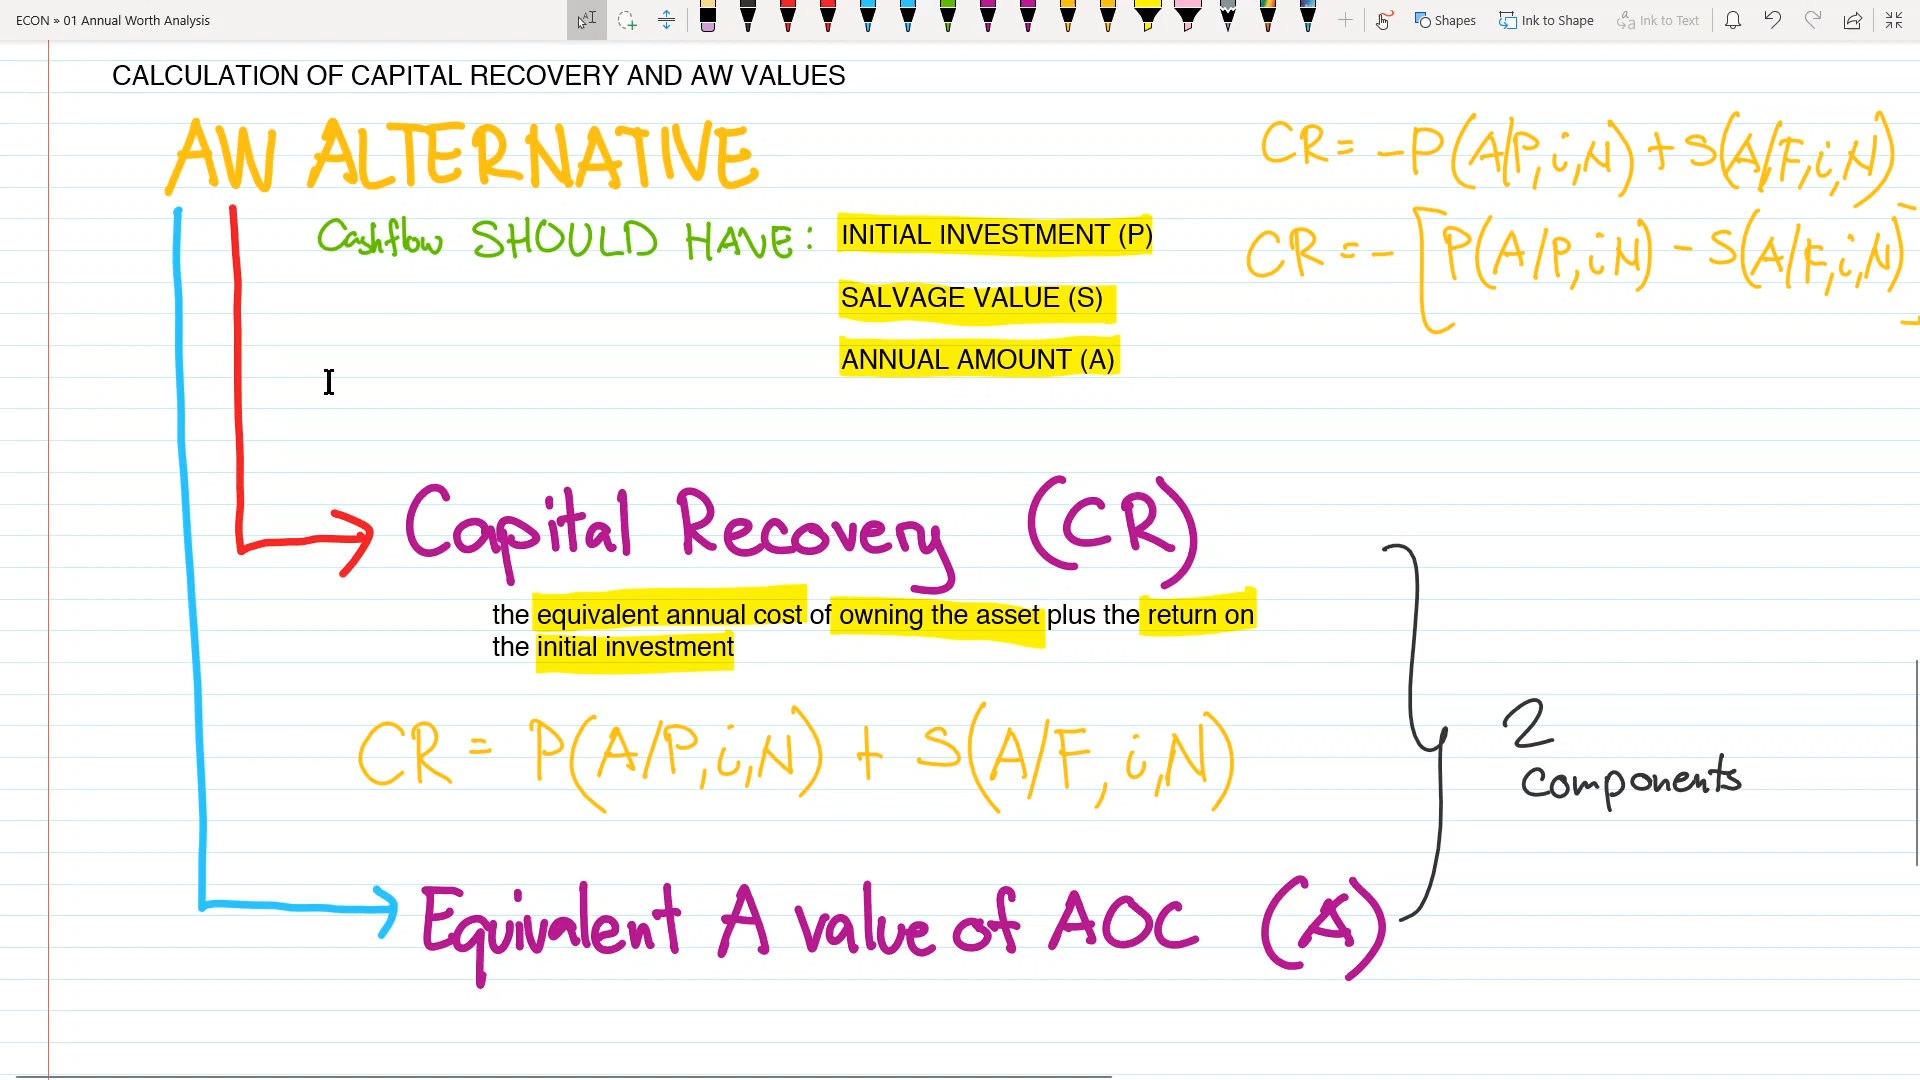 ECON » 01 Annual Worth Analysis
Shapes
Ink to Shape
Ink to Text
CALCULATION OF CAPITAL RECOVERY AND AW VALUES
AW ALTERNATIVE
CR = -P(A/P,i,N) + S(A/F,i,N)
Cashflow SHOULD HAVE: INITIAL INVESTMENT (P)
CR = - [P(A/P,iN) - S(A/F,i,N)]
SALVAGE VALUE (S)
ANNUAL AMOUNT (A)
Capital Recovery (CR)
the equivalent annual cost of owning the asset plus the return on
the initial investment
CR = P(A/P,i,N) + S(A/F,i,N)
2
components
Equivalent A value of AOC (A)